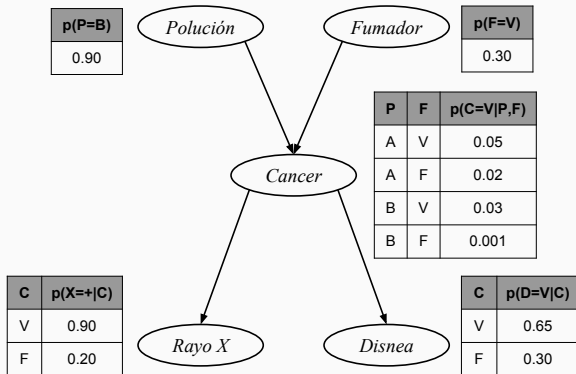 p(P=B)
0.90
Polución
Fumador
p(F=V)
0.30
P F p(C=V|P,F)
A V 0.05
A F 0.02
B V 0.03
B F 0.001
Cancer
C p(X=+|C)
V 0.90
F 0.20
Rayo X
Disnea
C p(D=V|C)
V 0.65
F 0.30